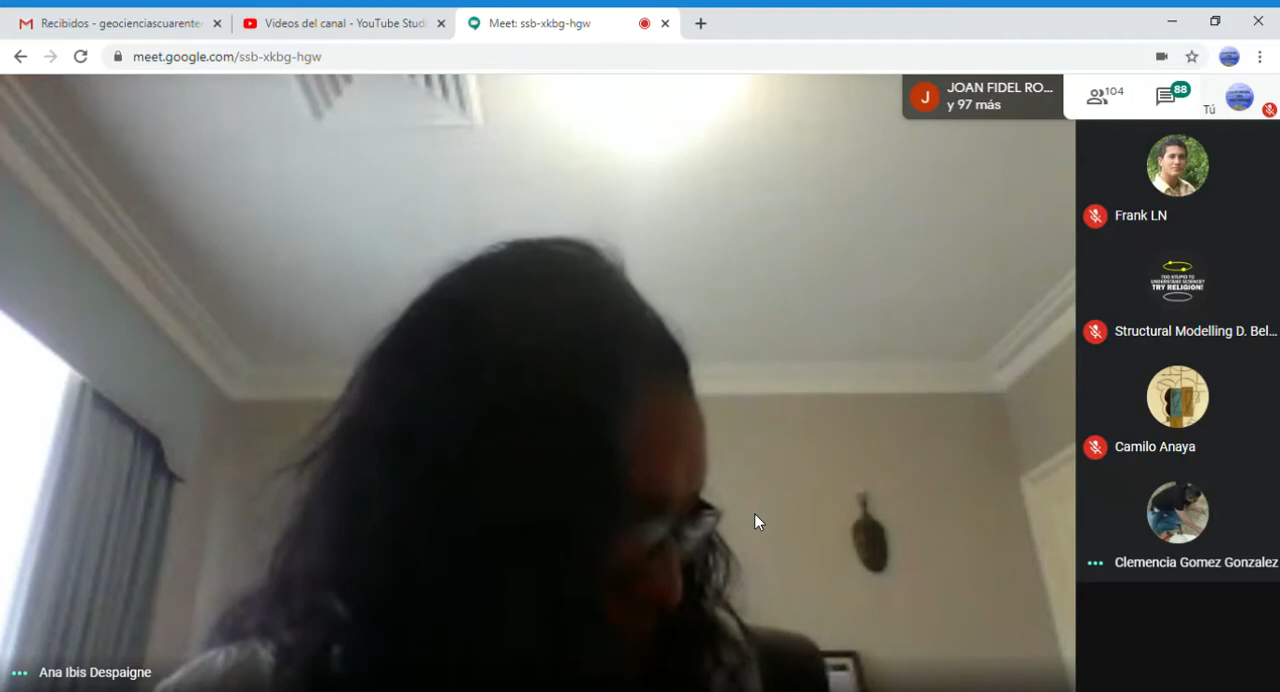 Recibidos - geocienciascuarente
Videos del canal - YouTube Studi
Meet: ssb-xkbg-hgw
meet.google.com/ssb-xkbg-hgw
J
JOAN FIDEL RO...
y 97 más
104
88
Tú
Frank LN
TOO STUPID TO
UNDERSTAND SCIENCE?
TRY RELIGION!
Structural Modelling D. Bel...
Camilo Anaya
Clemencia Gomez Gonzalez
Ana Ibis Despaigne